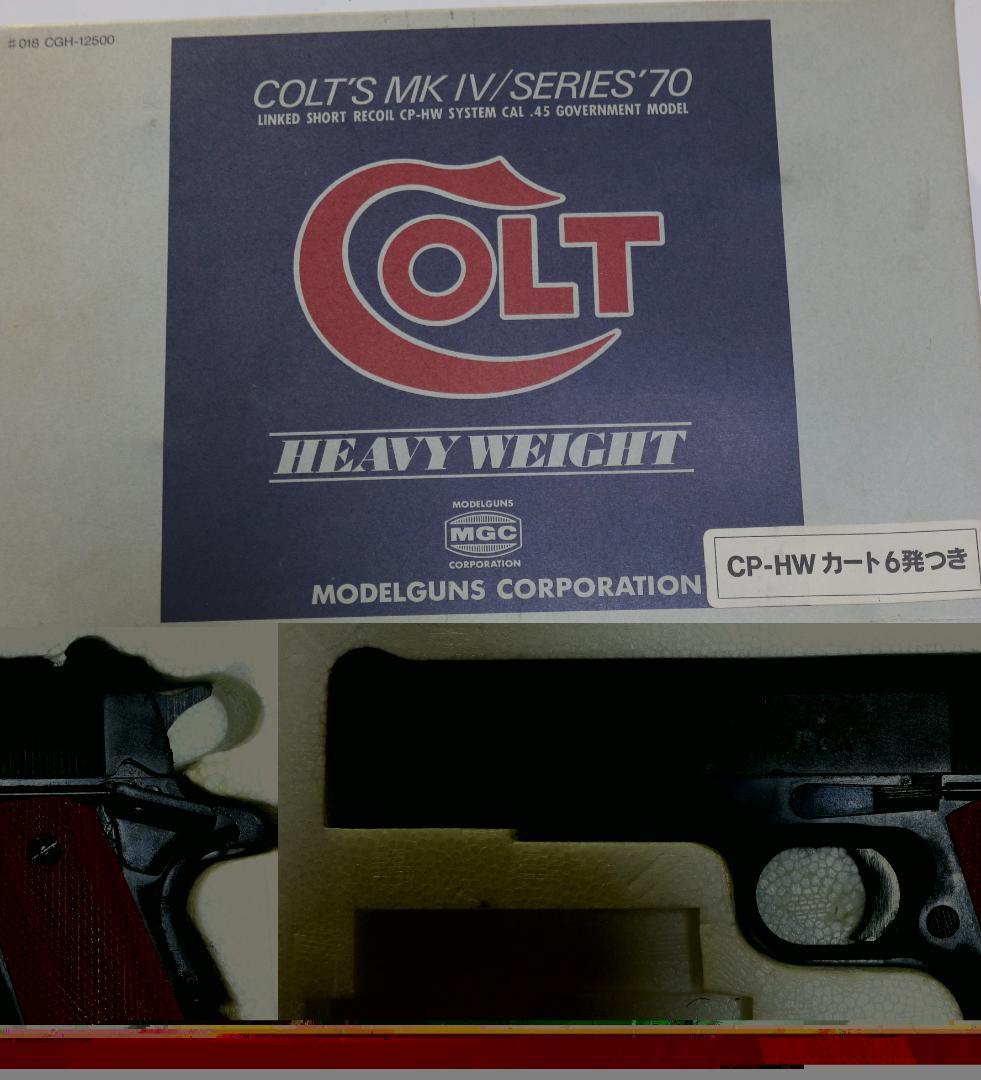 #018 CGH-12500
COLT'S MK IV/SERIES'70
LINKED SHORT RECOIL CP-HW SYSTEM CAL .45 GOVERNMENT MODEL
COLT
HEAVY WEIGHT
MODELGUNS
MGC
CORPORATION
MODELGUNS CORPORATION
CP-HW カート6発つき